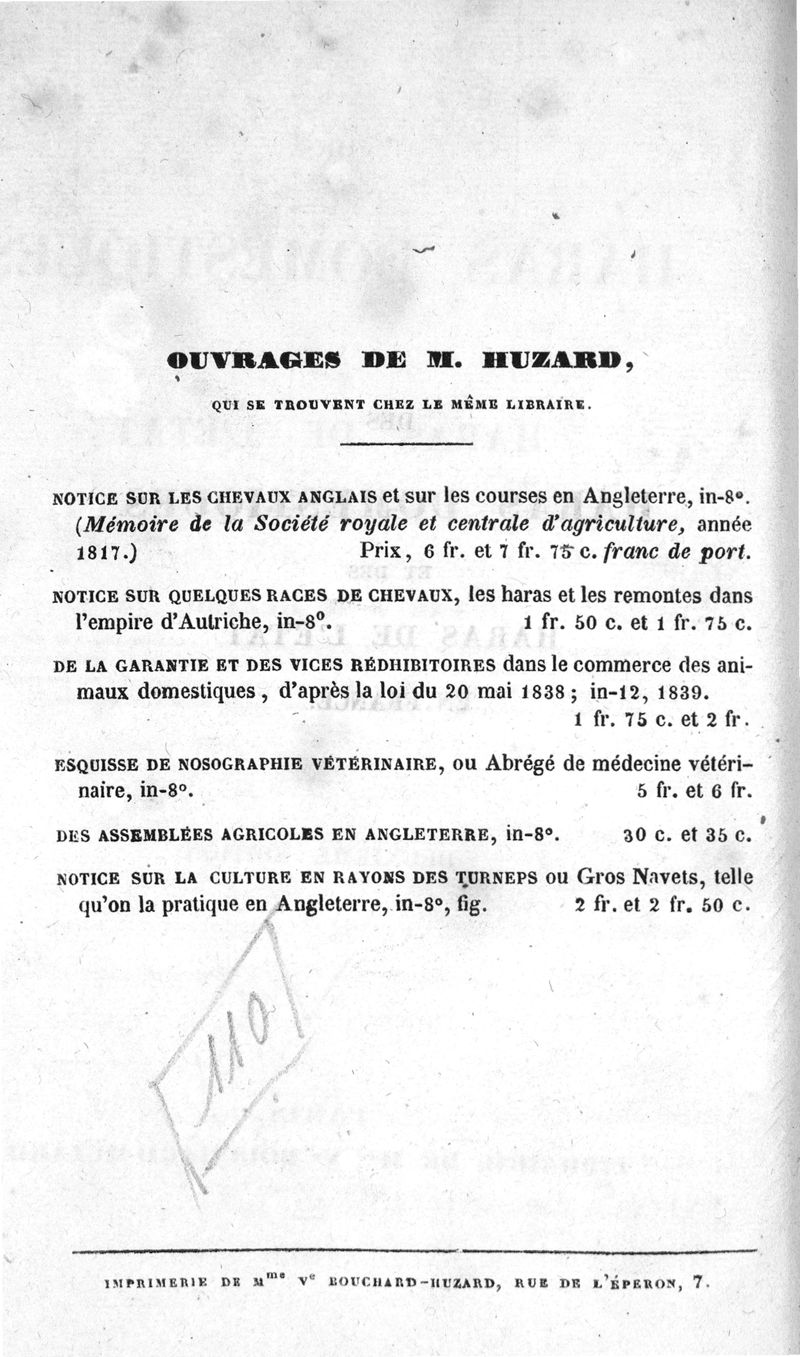 OUVRAGES DE M. HUZARD,
QUI SE TROUVENT CHEZ LE MÊME LIBRAIRE.
NOTICE SUR LES CHEVAUX ANGLAIS et sur les courses en Angleterre, in-8º.
(Mémoire de la Société royale et centrale d'agriculture, année
1817.) Prix, 6 fr. et 7 fr. 75 c. franc de port.
NOTICE SUR QUELQUES RACES DE CHEVAUX, les haras et les remontes dans
l'empire d'Autriche, in-8º. 1 fr. 50 c. et 1 fr. 75 c.
DE LA GARANTIE ET DES VICES RÉDHIBITOIRES dans le commerce des ani-
maux domestiques, d'après la loi du 20 mai 1838; in-12, 1839.
1 fr. 75 c. et 2 fr.
ESQUISSE DE NOSOGRAPHIE VÉTÉRINAIRE, ou Abrégé de médecine vétéri-
naire, in-8º. 5 fr. et 6 fr.
DES ASSEMBLÉES AGRICOLES EN ANGLETERRE, in-8º. 30 c. et 35 c.
NOTICE SUR LA CULTURE EN RAYONS DES TURNEPS ou Gros Navets, telle
qu'on la pratique en Angleterre, in-8º, fig. 2 fr. et 2 fr. 50 c.
110
IMPRIMERIE DE Mme Ve BOUCHARD-HUZARD, RUE DE L'ÉPERON, 7.